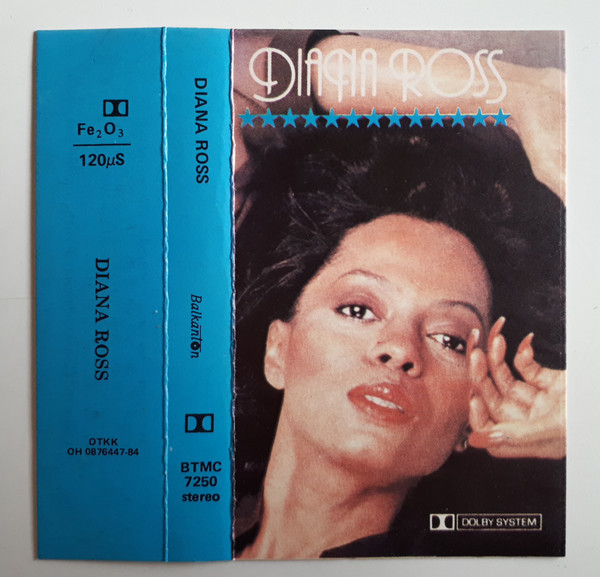 Fe₂O₃
120µS
DIANA ROSS
OTKK
OH 0876447-84
DIANA ROSS
Balkanton
BTMC
7250
stereo
DIANA ROSS
DOLBY SYSTEM